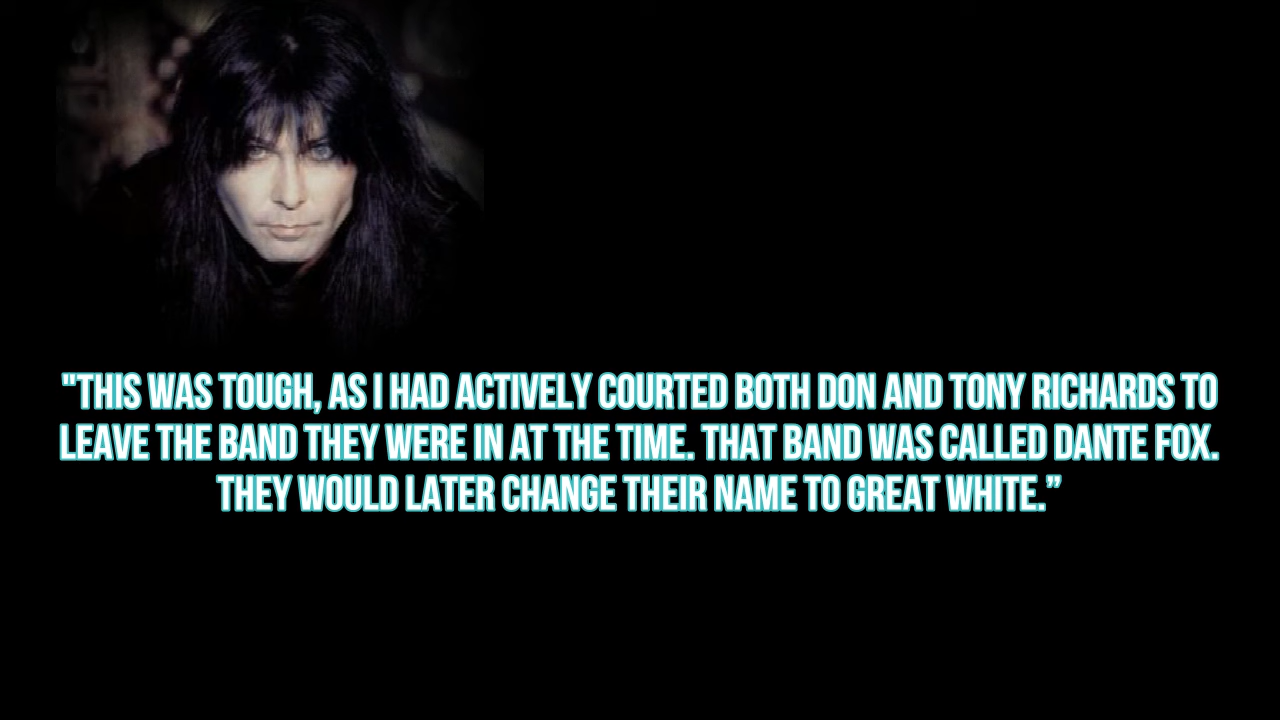 "THIS WAS TOUGH, AS I HAD ACTIVELY COURTED BOTH DON AND TONY RICHARDS TO
LEAVE THE BAND THEY WERE IN AT THE TIME. THAT BAND WAS CALLED DANTE FOX.
THEY WOULD LATER CHANGE THEIR NAME TO GREAT WHITE.”